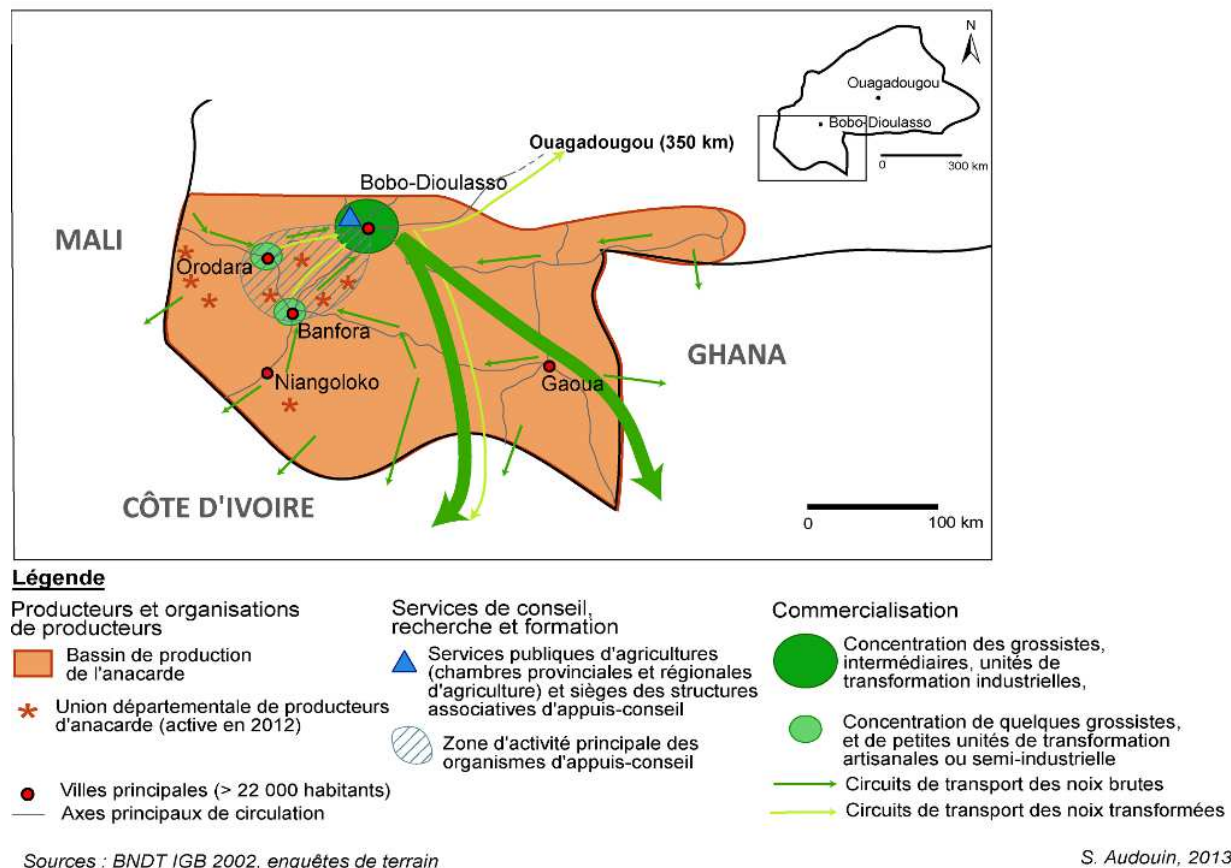 N
Ouagadougou
Bobo-Dioulasso
0 300 km
Ouagadougou (350 km)
Bobo-Dioulasso
MALI
Orodara
Banfora
GHANA
Niangoloko
Gaoua
CÔTE D'IVOIRE
0 100 km
Légende
Producteurs et organisations
de producteurs
Bassin de production
de l'anacarde
Union départementale de producteurs
d'anacarde (active en 2012)
Villes principales (> 22 000 habitants)
Axes principaux de circulation
Services de conseil,
recherche et formation
Services publiques d'agricultures
(chambres provinciales et régionales
d'agriculture) et sièges des structures
associatives d'appuis-conseil
Zone d'activité principale des
organismes d'appuis-conseil
Commercialisation
Concentration des grossistes,
intermédiaires, unités de
transformation industrielles,
Concentration de quelques grossistes,
et de petites unités de transformation
artisanales ou semi-industrielle
Circuits de transport des noix brutes
Circuits de transport des noix transformées
Sources : BNDT IGB 2002, enquêtes de terrain
S. Audouin, 2013